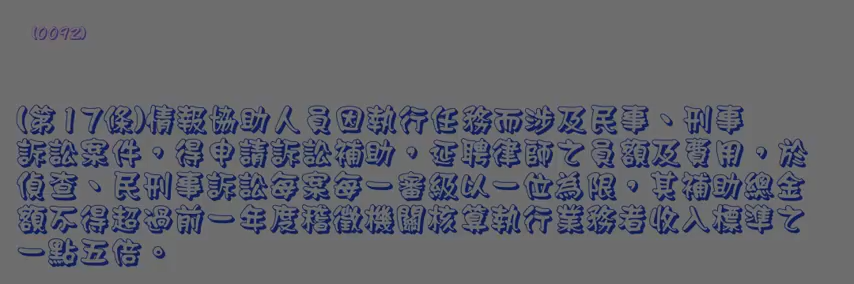 (0092)
(第17條)情報協助人員因執行任務而涉及民事、刑事
訴訟案件，得申請訴訟補助，延聘律師之員額及費用，於
偵查、民刑事訴訟每案每一審級以一位為限，其補助總金
額不得超過前一年度稽徵機關核算執行業務者收入標準之
一點五倍。